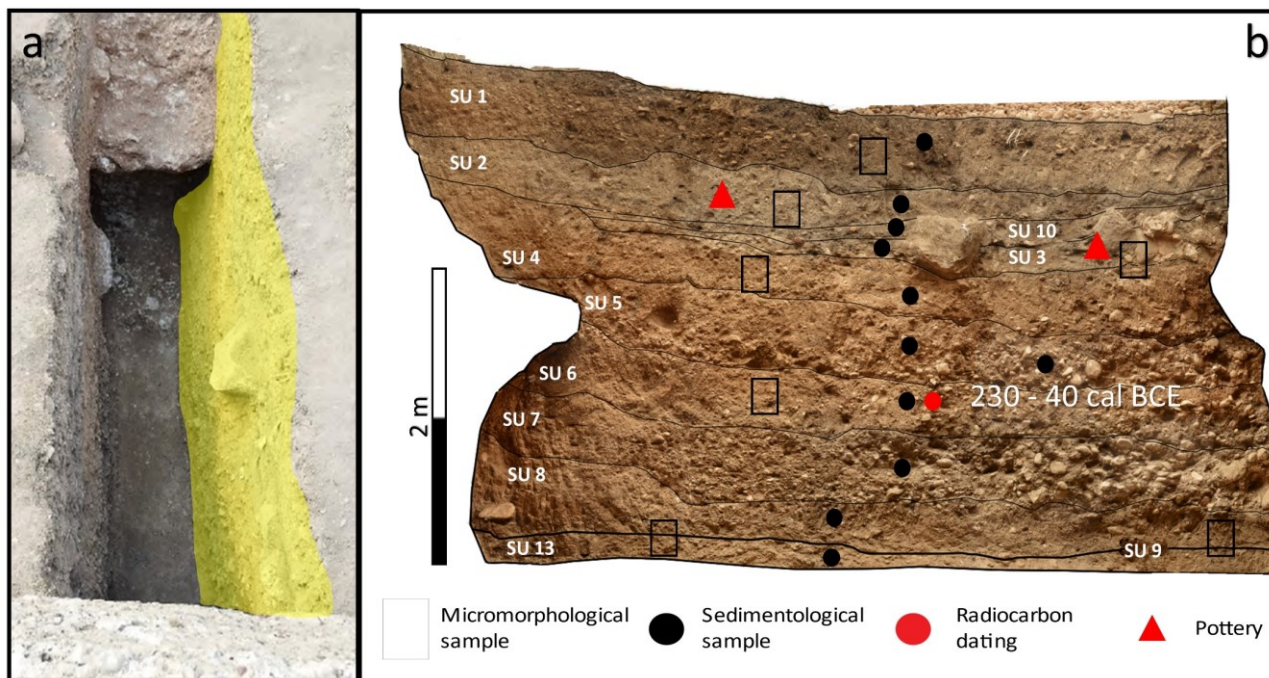 a
b
SU 1
SU 2
SU 10
SU 3
SU 4
SU 5
SU 6
230 - 40 cal BCE
SU 7
SU 8
SU 13
SU 9
2 m
Micromorphological
sample
Sedimentological
sample
Radiocarbon
dating
Pottery